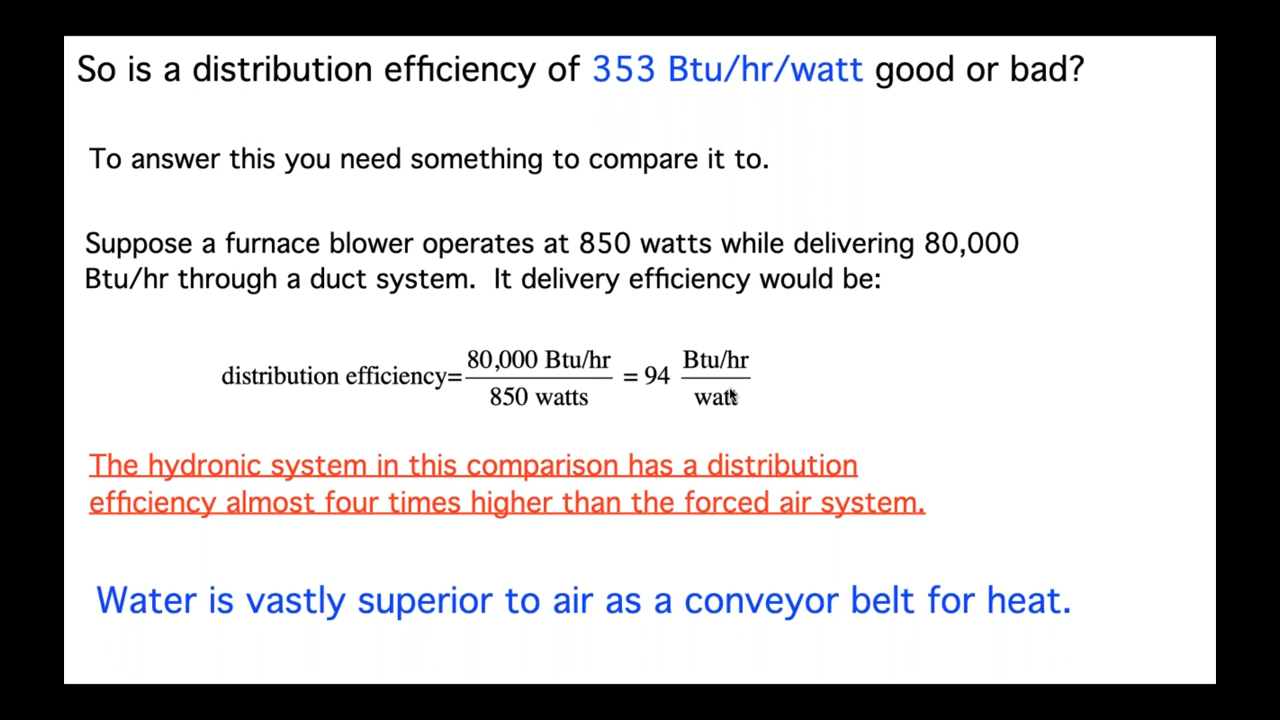 So is a distribution efficiency of 353 Btu/hr/watt good or bad?
To answer this you need something to compare it to.
Suppose a furnace blower operates at 850 watts while delivering 80,000
Btu/hr through a duct system. It delivery efficiency would be:
distribution efficiency= 80,000 Btu/hr / 850 watts = 94 Btu/hr / watt
The hydronic system in this comparison has a distribution
efficiency almost four times higher than the forced air system.
Water is vastly superior to air as a conveyor belt for heat.